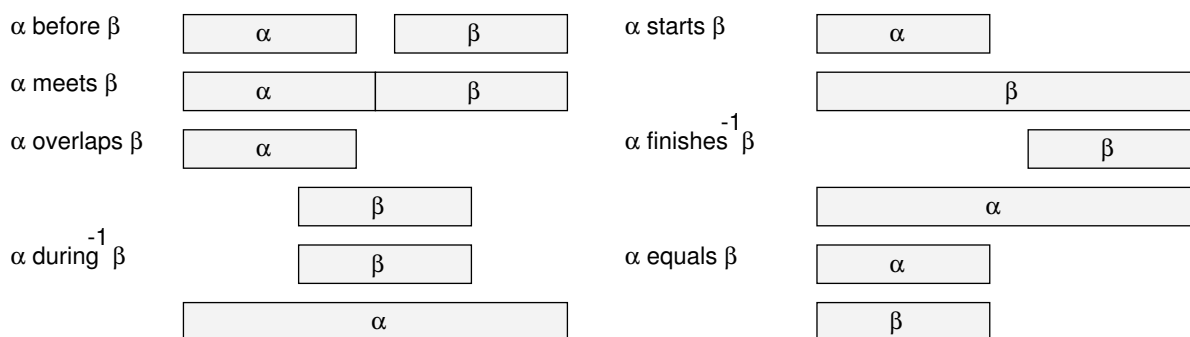 α before β
α
β
α meets β
α
β
α overlaps β
α
β
α during-1 β
β
α
α starts β
α
β
α finishes-1 β
β
α
α equals β
α
β